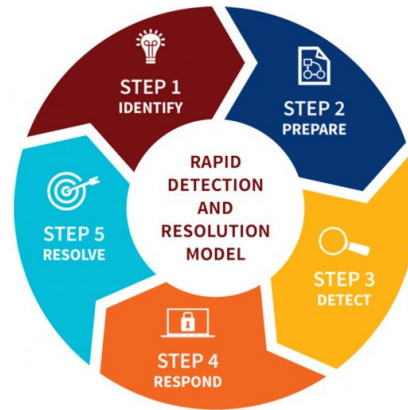 STEP 1
IDENTIFY
STEP 2
PREPARE
RAPID
DETECTION
AND
RESOLUTION
MODEL
STEP 3
DETECT
STEP 4
RESPOND
STEP 5
RESOLVE